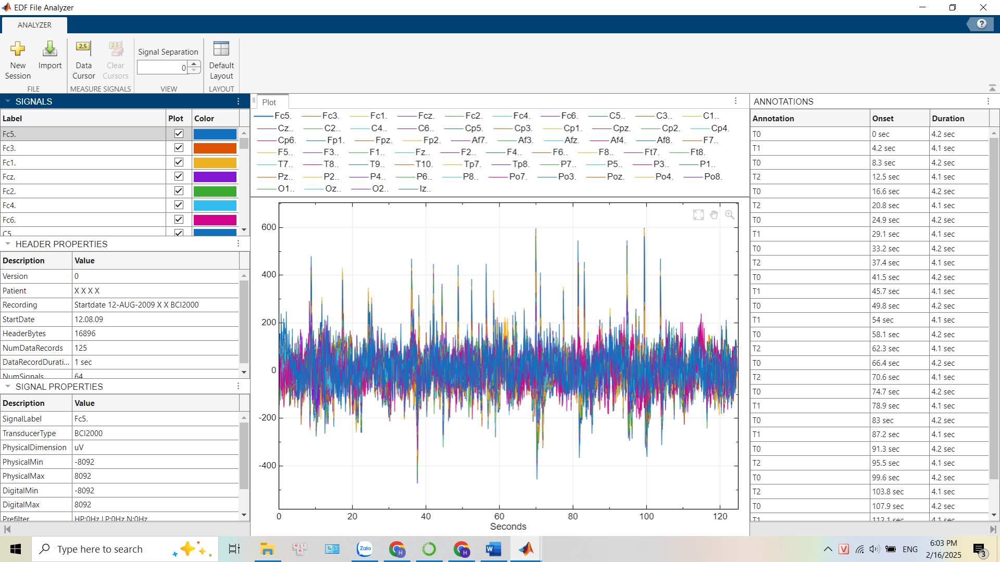 EDF File Analyzer
ANALYZER
New Session
Import
2.5
Data Cursor
2.5
Clear Cursors
Signal Separation
0
Default Layout
FILE
MEASURE SIGNALS
VIEW
LAYOUT
SIGNALS
Label Plot Color
Fc5.
Fc3.
Fc1.
Fcz.
Fc2.
Fc4.
Fc6.
C5
HEADER PROPERTIES
Description Value
Version 0
Patient X X X X
Recording Startdate 12-AUG-2009 X X BCI2000
StartDate 12.08.09
HeaderBytes 16896
NumDataRecords 125
DataRecordDurati... 1 sec
NumSignals 64
SIGNAL PROPERTIES
Description Value
SignalLabel Fc5.
TransducerType BCI2000
PhysicalDimension uV
PhysicalMin -8092
PhysicalMax 8092
DigitalMin -8092
DigitalMax 8092
Prefilter HP:0Hz LP:0Hz N:0Hz
Plot
Fc5. Fc3. Fc1. Fcz. Fc2. Fc4. Fc6. C5.. C3.. C1..
Cz.. C2.. C4.. C6.. Cp5. Cp3. Cp1. Cpz. Cp2. Cp4.
Cp6. Fp1. Fpz. Fp2. Af7. Af3. Afz. Af4. Af8. F7..
F5.. F3.. F1.. Fz.. F2.. F4.. F6.. F8.. Ft7. Ft8.
T7.. T8.. T9.. T10. Tp7. Tp8. P7.. P5.. P3.. P1..
Pz.. P2.. P4.. P6.. P8.. Po7. Po3. Poz. Po4. Po8.
O1.. Oz.. O2.. Iz..
600
400
200
0
-200
-400
0 20 40 60 80 100 120
Seconds
ANNOTATIONS
Annotation Onset Duration
T0 0 sec 4.2 sec
T1 4.2 sec 4.1 sec
T0 8.3 sec 4.2 sec
T2 12.5 sec 4.1 sec
T0 16.6 sec 4.2 sec
T2 20.8 sec 4.1 sec
T0 24.9 sec 4.2 sec
T1 29.1 sec 4.1 sec
T0 33.2 sec 4.2 sec
T2 37.4 sec 4.1 sec
T0 41.5 sec 4.2 sec
T1 45.7 sec 4.1 sec
T0 49.8 sec 4.2 sec
T1 54 sec 4.1 sec
T0 58.1 sec 4.2 sec
T2 62.3 sec 4.1 sec
T0 66.4 sec 4.2 sec
T2 70.6 sec 4.1 sec
T0 74.7 sec 4.2 sec
T1 78.9 sec 4.1 sec
T0 83 sec 4.2 sec
T1 87.2 sec 4.1 sec
T0 91.3 sec 4.2 sec
T2 95.5 sec 4.1 sec
T0 99.6 sec 4.2 sec
T2 103.8 sec 4.1 sec
T0 107.9 sec 4.2 sec
T1 112.1 sec 4.1 sec
Type here to search
Zalo
H
H
W
V
ENG
6:03 PM
2/16/2025
3